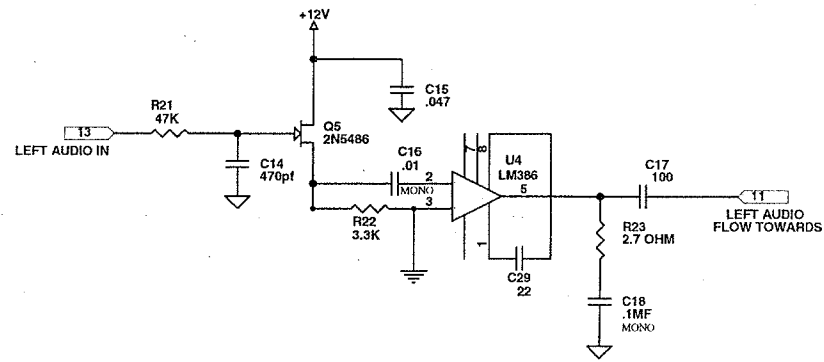 +12V
C15
.047
R21
47K
13
LEFT AUDIO IN
Q5
2N5486
C14
470pf
C16
.01
MONO
2
3
R22
3.3K
7
8
U4
LM386
5
1
C29
22
C17
100
11
LEFT AUDIO
FLOW TOWARDS
R23
2.7 OHM
C18
.1MF
MONO